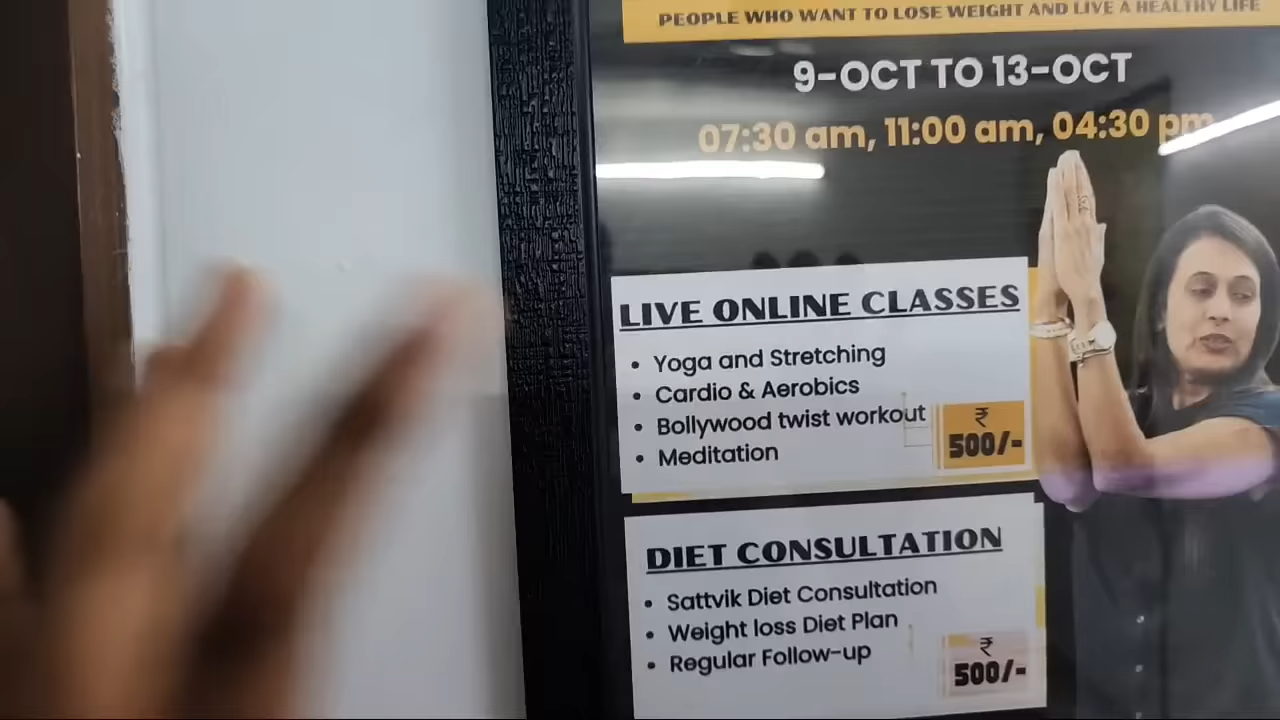 PEOPLE WHO WANT TO LOSE WEIGHT AND LIVE A HEALTHY LIFE
9-OCT TO 13-OCT
07:30 am, 11:00 am, 04:30 pm
LIVE ONLINE CLASSES
• Yoga and Stretching
• Cardio & Aerobics
• Bollywood twist workout
• Meditation
₹
500/-
DIET CONSULTATION
• Sattvik Diet Consultation
• Weight loss Diet Plan
• Regular Follow-up
₹
500/-